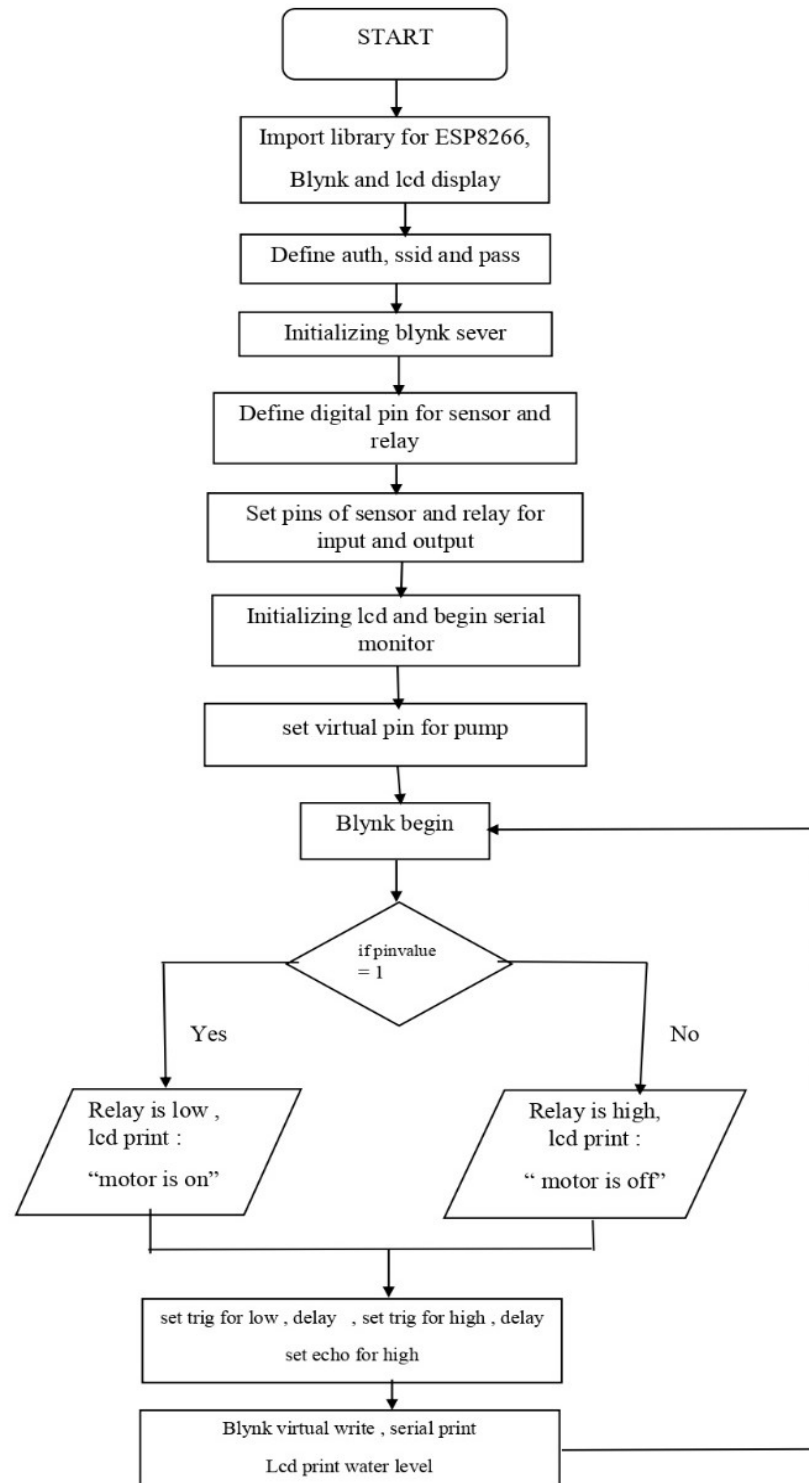 START
Import library for ESP8266,
Blynk and lcd display
Define auth, ssid and pass
Initializing blynk sever
Define digital pin for sensor and
relay
Set pins of sensor and relay for
input and output
Initializing lcd and begin serial
monitor
set virtual pin for pump
Blynk begin
if pinvalue
= 1
Yes
No
Relay is low ,
lcd print :
“motor is on”
Relay is high,
lcd print :
“ motor is off”
set trig for low , delay , set trig for high , delay
set echo for high
Blynk virtual write , serial print
Lcd print water level